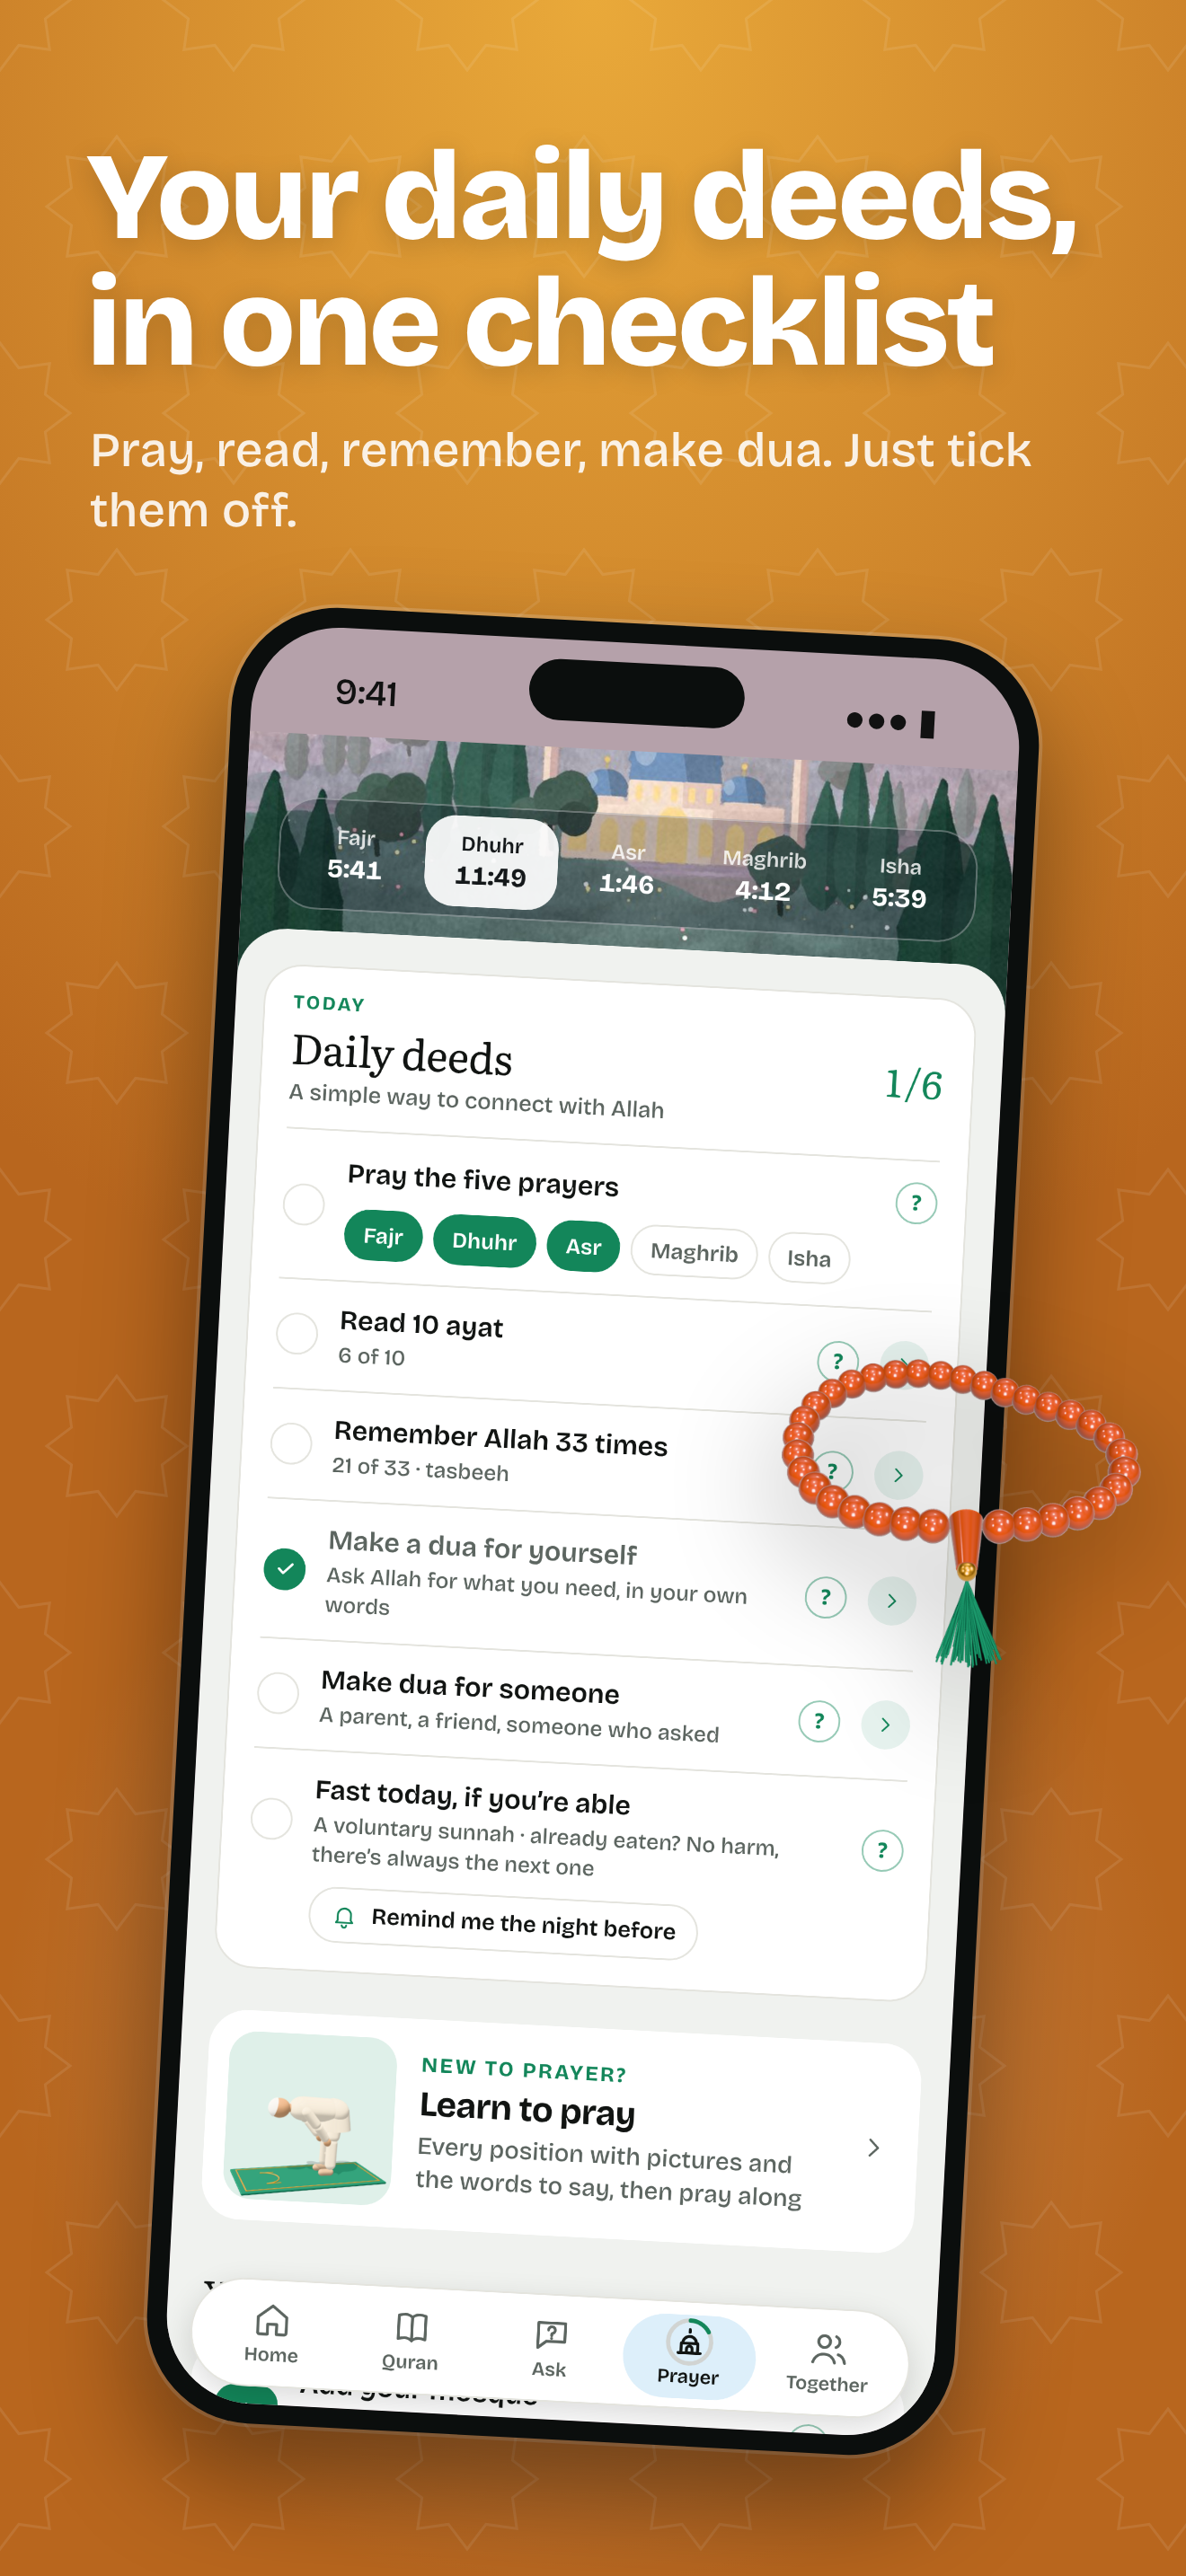 Your daily deeds,
in one checklist
Pray, read, remember, make dua. Just tick
them off.
9:41
Fajr
5:41
Dhuhr
11:49
Asr
1:46
Maghrib
4:12
Isha
5:39
TODAY
Daily deeds
A simple way to connect with Allah
1/6
Pray the five prayers
?
Fajr
Dhuhr
Asr
Maghrib
Isha
Read 10 ayat
6 of 10
?
Remember Allah 33 times
21 of 33 · tasbeeh
?
Make a dua for yourself
Ask Allah for what you need, in your own
words
?
Make dua for someone
A parent, a friend, someone who asked
?
Fast today, if you're able
A voluntary sunnah · already eaten? No harm,
there's always the next one
?
Remind me the night before
NEW TO PRAYER?
Learn to pray
Every position with pictures and
the words to say, then pray along
Home
Quran
Ask
Prayer
Together
Add your mosque